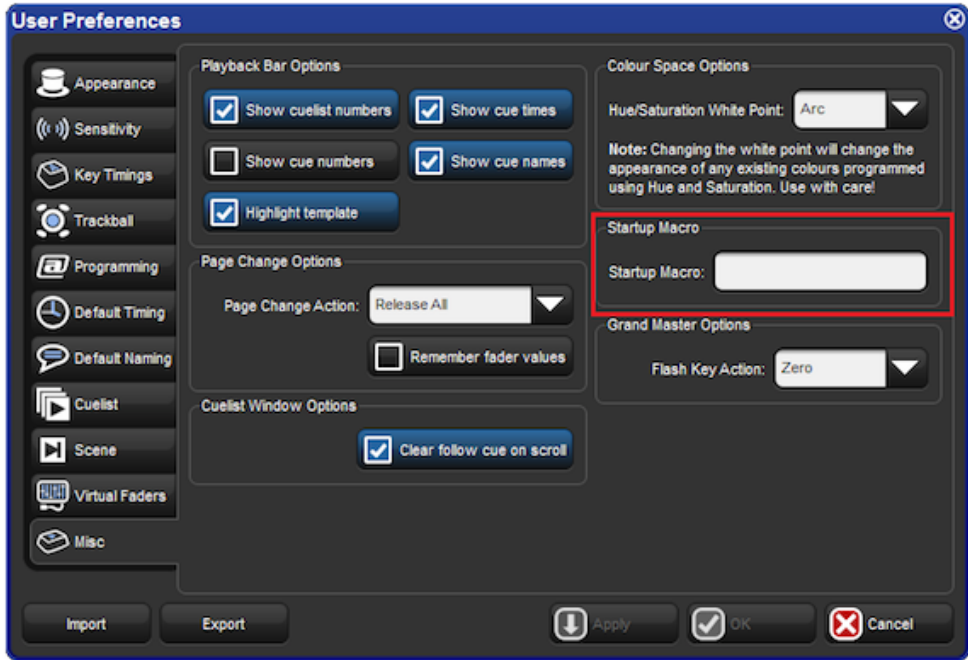 User Preferences
Appearance
Sensitivity
Key Timings
Trackball
Programming
Default Timing
Default Naming
Cuelist
Scene
Virtual Faders
Misc
Playback Bar Options
Show cuelist numbers
Show cue times
Show cue numbers
Show cue names
Highlight template
Page Change Options
Page Change Action: Release All
Remember fader values
Cuelist Window Options
Clear follow cue on scroll
Colour Space Options
Hue/Saturation White Point: Arc
Note: Changing the white point will change the
appearance of any existing colours programmed
using Hue and Saturation. Use with care!
Startup Macro
Startup Macro:
Grand Master Options
Flash Key Action: Zero
Import
Export
Apply
OK
Cancel